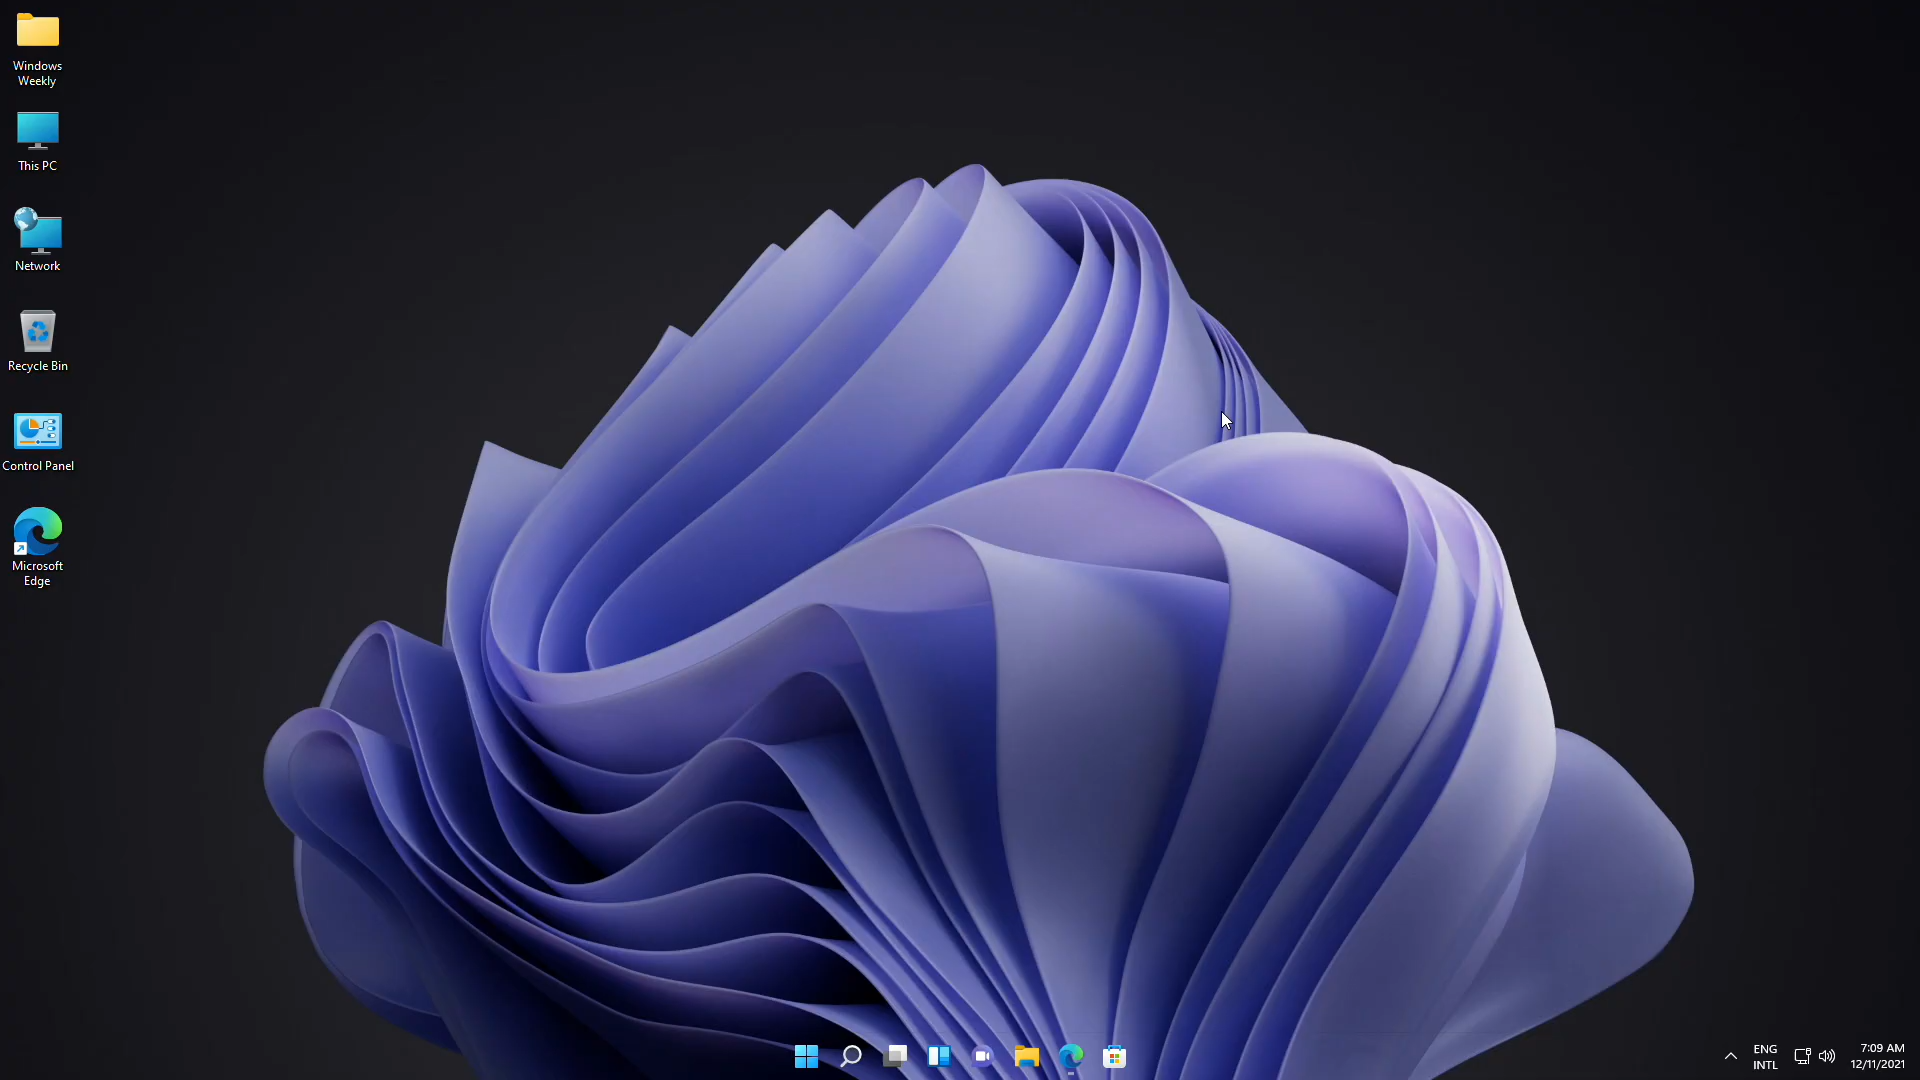 Windows
Weekly
This PC
Network
Recycle Bin
Control Panel
Microsoft
Edge
ENG
INTL
7:09 AM
12/11/2021